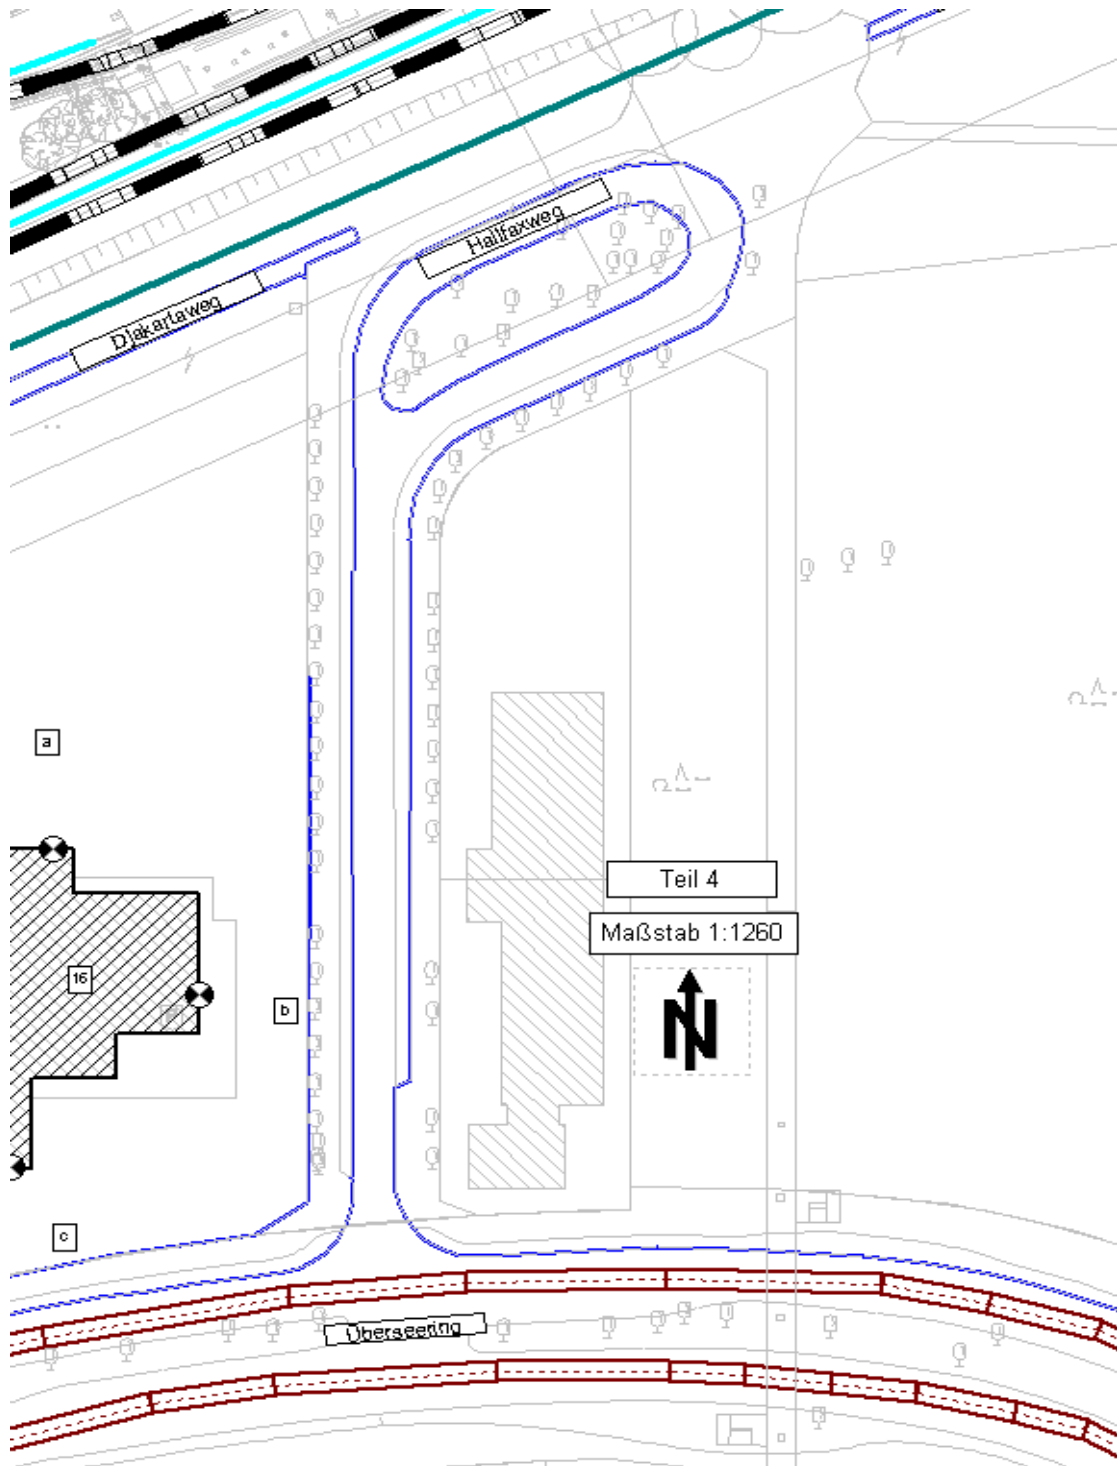 Halifaxweg
Djakartaweg
a
Teil 4
Maßstab 1:1260
16
b
N
c
Überseering